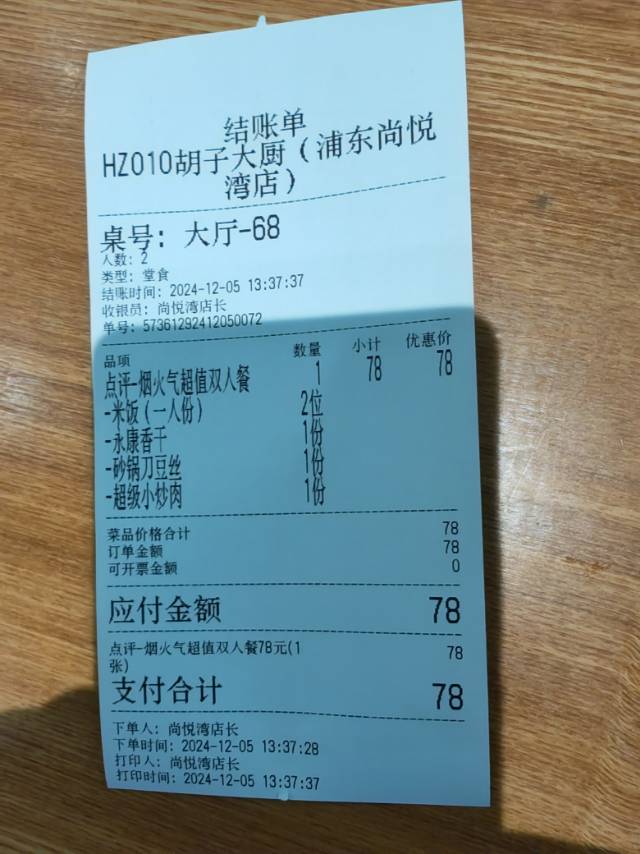 结账单
HZ010胡子大厨（浦东尚悦
湾店）
桌号：大厅-68
人数：2
类型：堂食
结账时间：2024-12-05 13:37:37
收银员：尚悦湾店长
单号：57361292412050072
品项 数量 小计 优惠价
点评-烟火气超值双人餐 1 78 78
-米饭（一人份） 2位
-永康香干 1份
-砂锅刀豆丝 1份
-超级小炒肉 1份
菜品价格合计 78
订单金额 78
可开票金额 0
应付金额 78
点评-烟火气超值双人餐78元(1 78
张)
支付合计 78
下单人：尚悦湾店长
下单时间：2024-12-05 13:37:28
打印人：尚悦湾店长
打印时间：2024-12-05 13:37:37